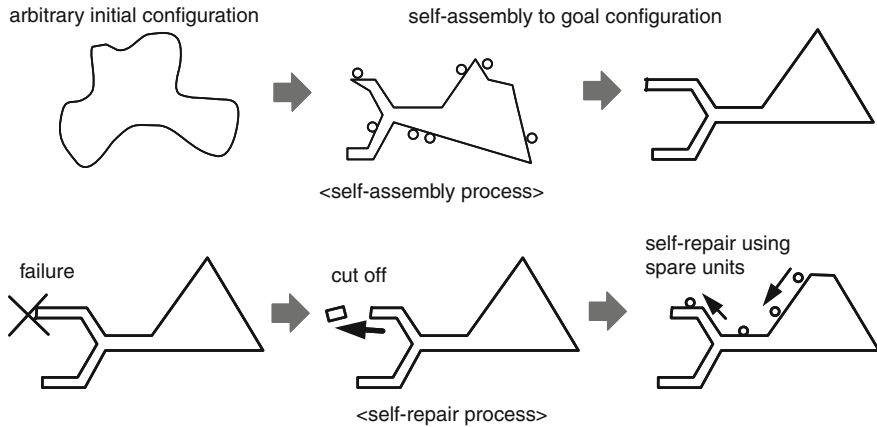 arbitrary initial configuration
self-assembly to goal configuration
<self-assembly process>
failure
cut off
self-repair using
spare units
<self-repair process>